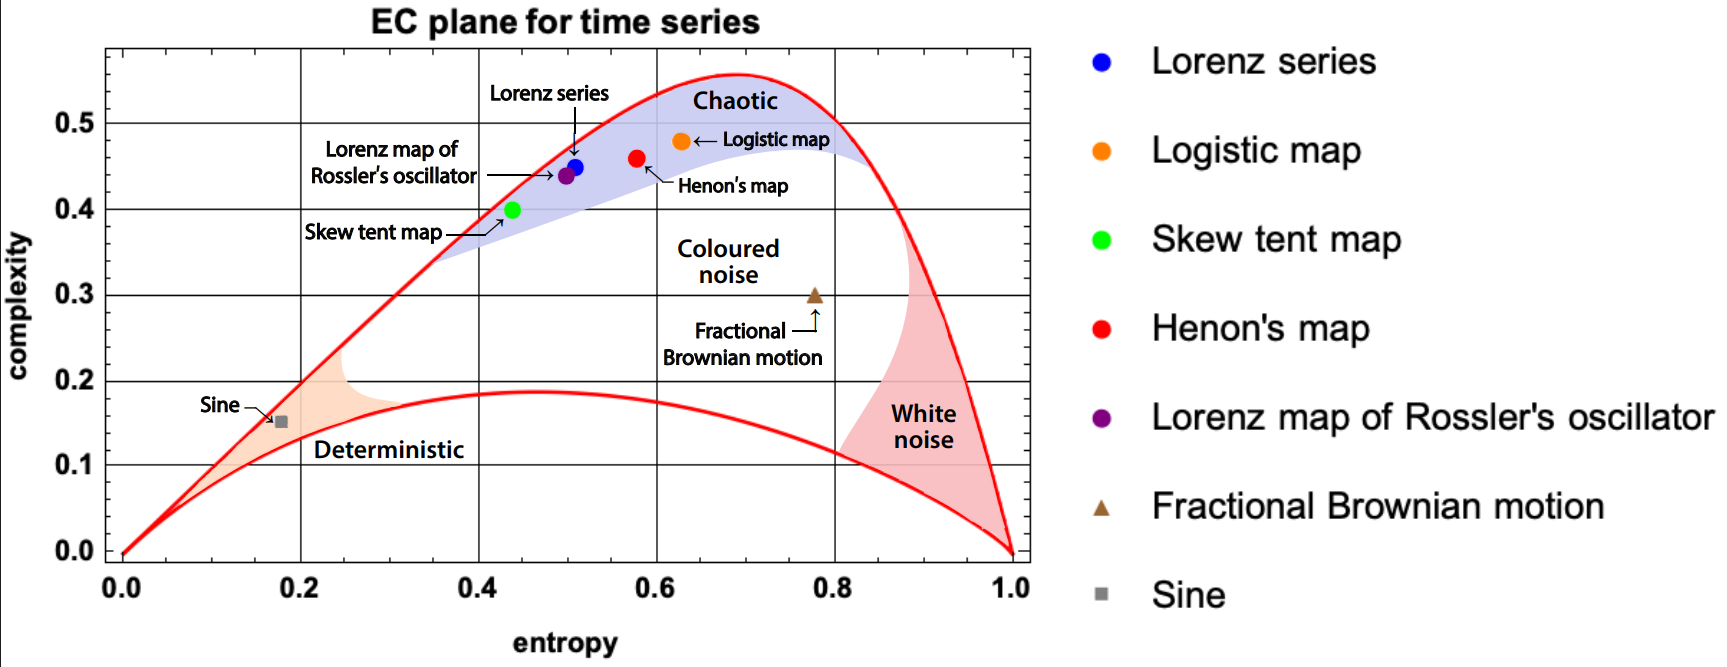 EC plane for time series
Lorenz series
Chaotic
Logistic map
Lorenz map of
Rossler's oscillator
Henon's map
Skew tent map
Coloured
noise
Fractional
Brownian motion
Sine
Deterministic
White
noise
complexity
0.5
0.4
0.3
0.2
0.1
0.0
0.0 0.2 0.4 0.6 0.8 1.0
entropy
Lorenz series
Logistic map
Skew tent map
Henon's map
Lorenz map of Rossler's oscillator
Fractional Brownian motion
Sine